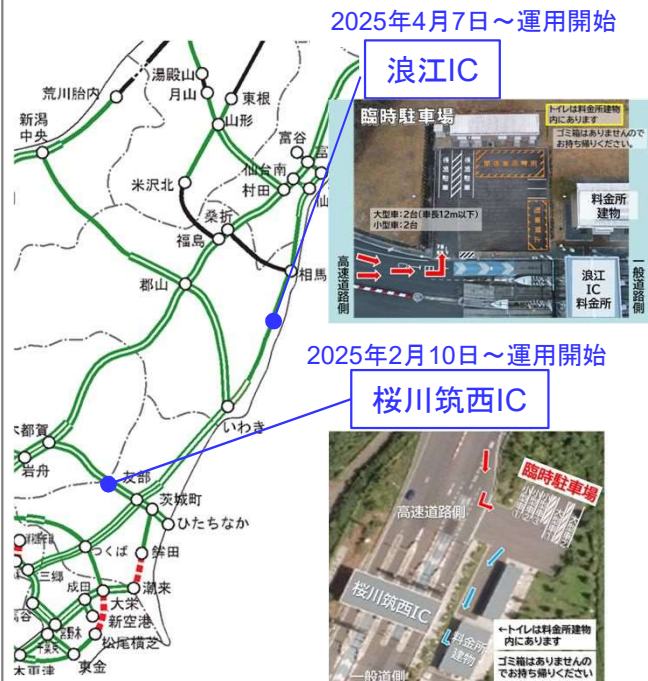 2025年4月7日～運用開始
浪江IC
臨時駐車場
トイレは料金所建物
内にあります
ゴミ箱はありませんので
お持ち帰りください。
大型車:2台(車長12m以下)
小型車:2台
料金所
建物
高速道路側
浪江
IC
料金所
一般道路側
湯殿山
月山
荒川胎内
東根
新潟
中央
山形
富谷
仙台南
村田
米沢北
桑折
福島
相馬
郡山
2025年2月10日～運用開始
桜川筑西IC
いわき
都賀
岩舟
友部
茨城町
ひたちなか
つくば
鉾田
三郷
成田
潮来
大栄
新空港
松尾横芝
東金
木更津
臨時駐車場
高速道路側
桜川筑西IC
料金所
建物
一般道側
←トイレは料金所建物
内にあります
ゴミ箱はありませんの
でお持ち帰りください